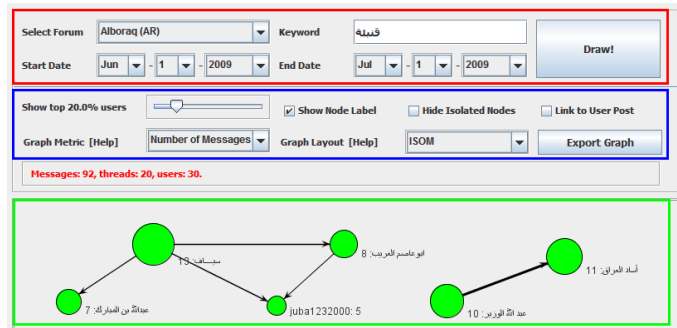 Select Forum Alboraq (AR) Keyword قنبلة
Draw!
Start Date Jun - 1 - 2009 End Date Jul - 1 - 2009
Show top 20.0% users Show Node Label Hide Isolated Nodes Link to User Post
Graph Metric [Help] Number of Messages Graph Layout [Help] ISOM Export Graph
Messages: 92, threads: 20, users: 30.
سيــاف: 13
ابو عاصم الغريب: 8
أساد العراق: 11
عبدالله بن المبارك: 7
juba1232000: 5
عبد الله الوزير: 10